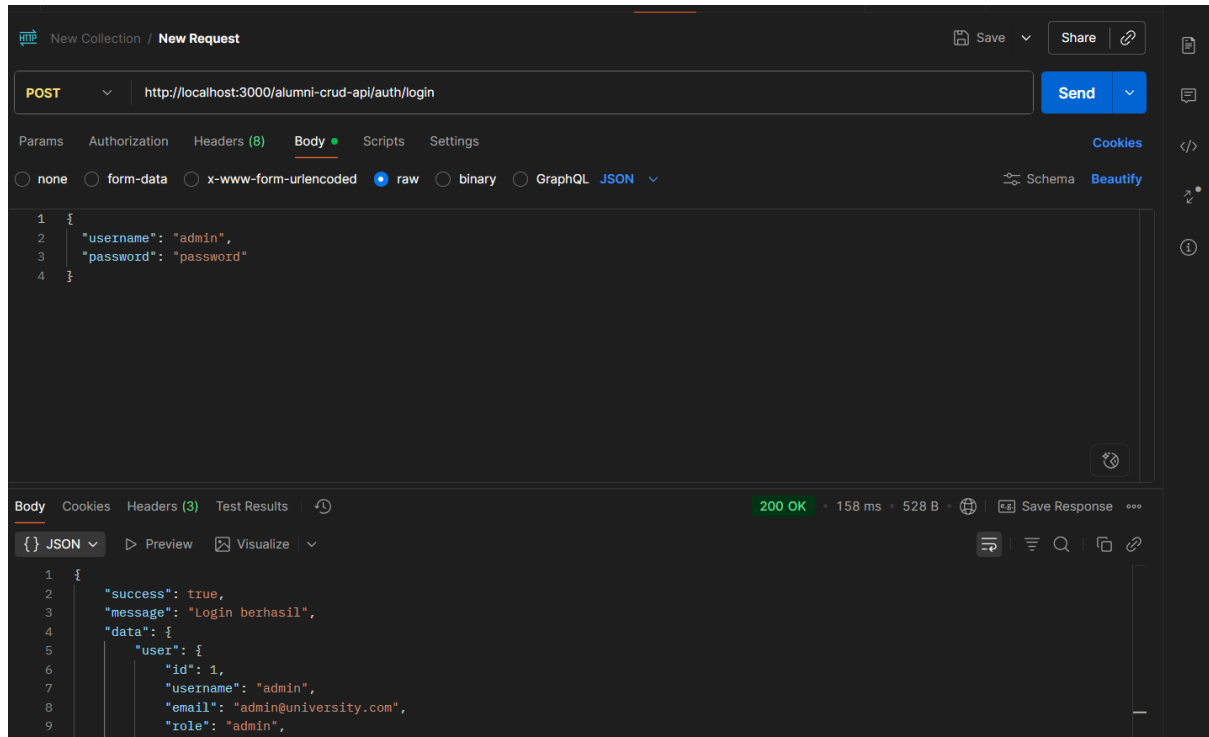 HTTP New Collection / New Request Save Share
POST http://localhost:3000/alumni-crud-api/auth/login Send
Params Authorization Headers (8) Body Scripts Settings Cookies
none form-data x-www-form-urlencoded raw binary GraphQL JSON Schema Beautify
1 {
2 "username": "admin",
3 "password": "password"
4 }
Body Cookies Headers (3) Test Results 200 OK • 158 ms • 528 B • e.g. Save Response
{} JSON Preview Visualize
1 {
2 "success": true,
3 "message": "Login berhasil",
4 "data": {
5 "user": {
6 "id": 1,
7 "username": "admin",
8 "email": "admin@university.com",
9 "role": "admin",